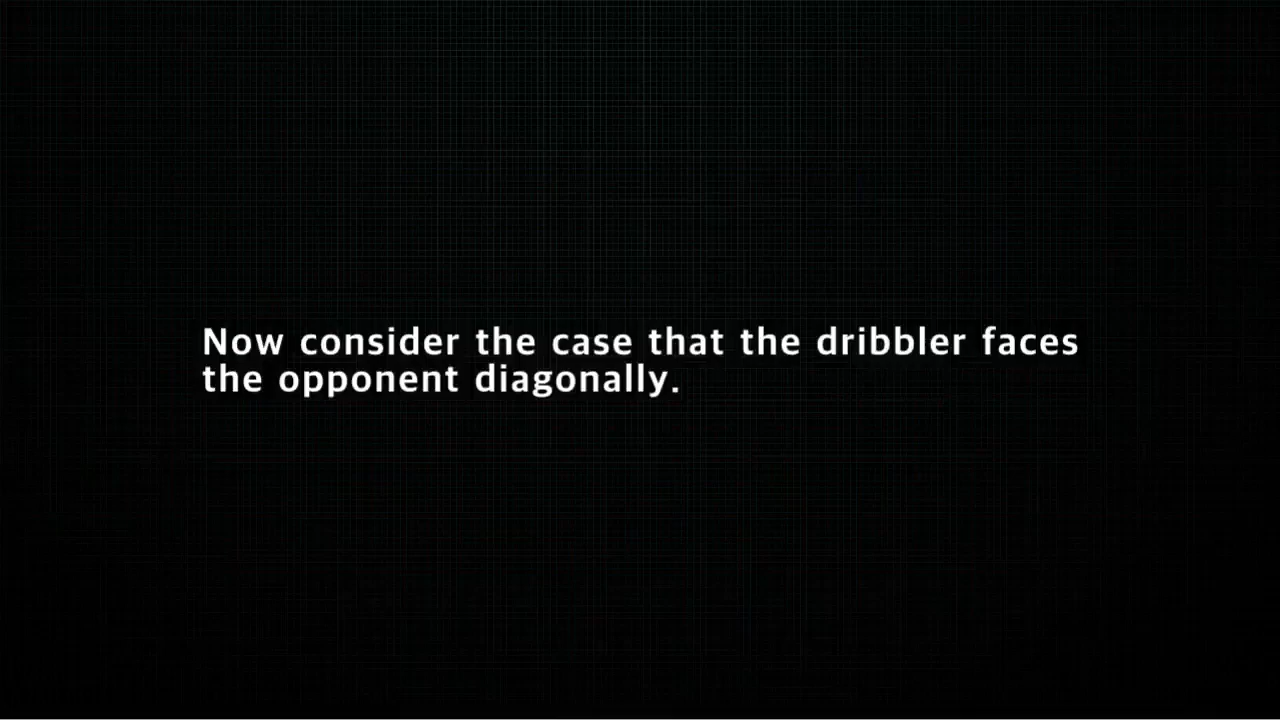 Now consider the case that the dribbler faces
the opponent diagonally.